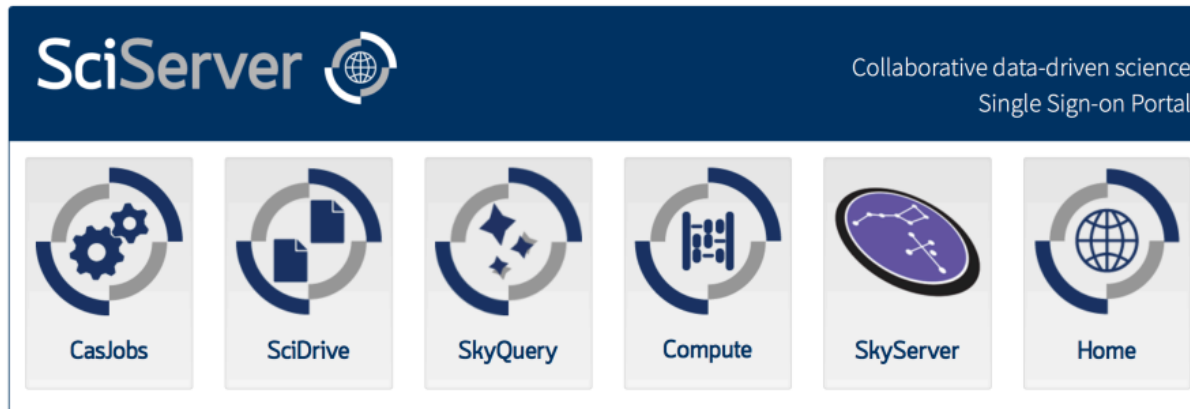 SciServer
Collaborative data-driven science
Single Sign-on Portal
CasJobs
SciDrive
SkyQuery
Compute
SkyServer
Home